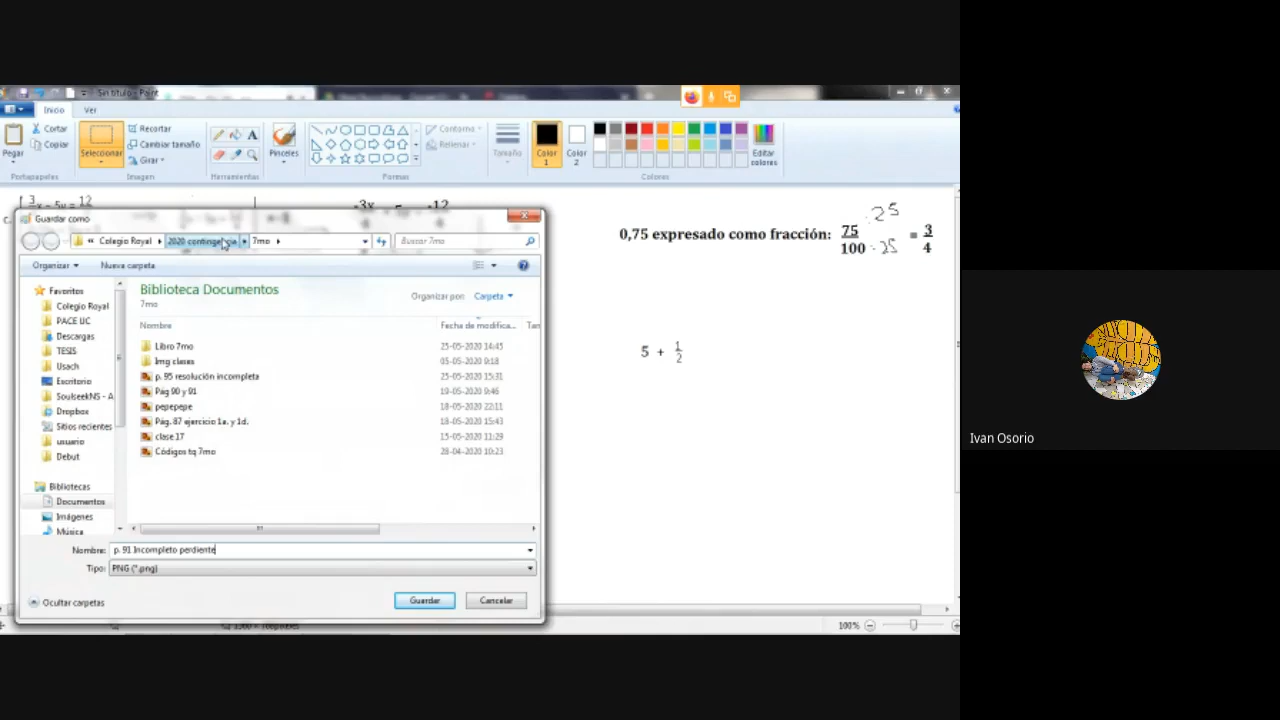 Sin título - Paint
Inicio
Ver
Pegar
Cortar
Copiar
Portapapeles
Seleccionar
Recortar
Cambiar tamaño
Girar
Imagen
Herramientas
Pinceles
Formas
Contorno
Rellenar
Tamaño
Color 1
Color 2
Editar colores
Colores
c.
3 x - 5y = 12
-3x
-12
Guardar como
« Colegio Royal 2020 contingencia 7mo
Buscar 7mo
Organizar
Nueva carpeta
Favoritos
Colegio Royal
PACE UC
Descargas
TESIS
Usach
Escritorio
SoulseekNS - A
Dropbox
Sitios recientes
usuario
Debut
Bibliotecas
Documentos
Imágenes
Música
Biblioteca Documentos
7mo
Organizar por: Carpeta
Nombre Fecha de modifica... Tan
Libro 7mo 25-05-2020 14:45
Img clases 05-05-2020 9:18
p. 95 resolución incompleta 25-05-2020 15:31
Pág 90 y 91 19-05-2020 9:46
pepepepe 18-05-2020 22:11
Pág. 87 ejercicio 1a. y 1d. 18-05-2020 15:43
clase 17 15-05-2020 11:29
Códigos tq 7mo 28-04-2020 10:23
Nombre: p. 91 Incompleto perdiente
Tipo: PNG (*.png)
Ocultar carpetas
Guardar
Cancelar
0,75 expresado como fracción: 75/100 = 3/4
:25
:25
5 + 1/2
100%
Ivan Osorio